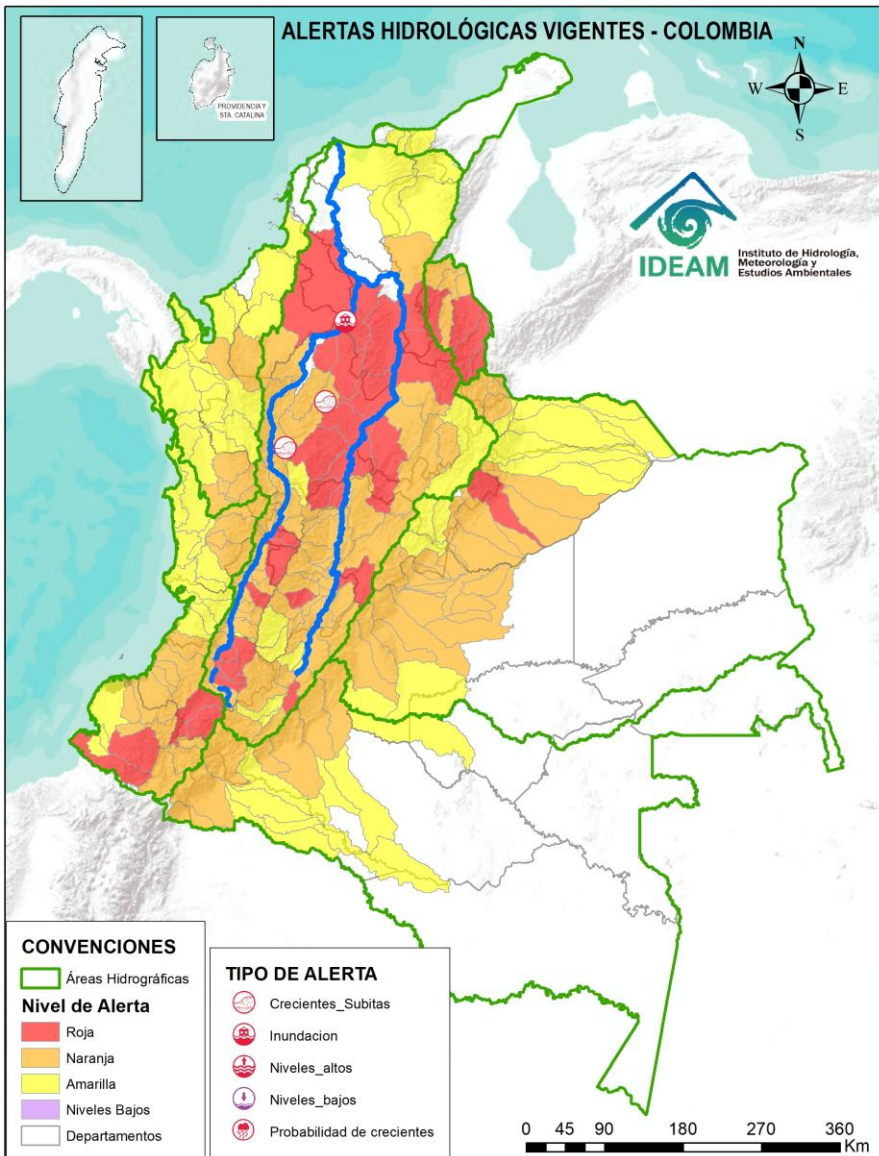 ALERTAS HIDROLÓGICAS VIGENTES - COLOMBIA
PROVIDENCIA Y
STA. CATALINA
N
W
E
S
IDEAM
Instituto de Hidrología,
Meteorología y
Estudios Ambientales
CONVENCIONES
Áreas Hidrográficas
Nivel de Alerta
Roja
Naranja
Amarilla
Niveles Bajos
Departamentos
TIPO DE ALERTA
Crecientes_Subitas
Inundacion
Niveles_altos
Niveles_bajos
Probabilidad de crecientes
0 45 90 180 270 360
Km